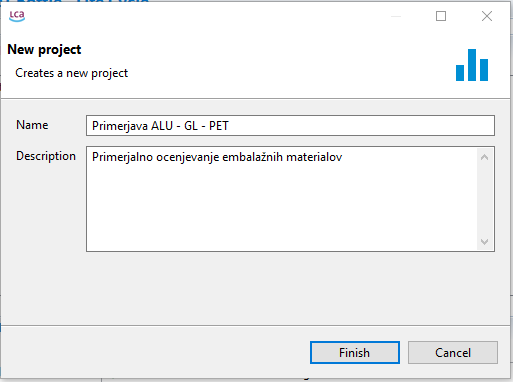 LCA
New project
Creates a new project
Name
Primerjava ALU - GL - PET
Description
Primerjalno ocenjevanje embalažnih materialov
Finish
Cancel